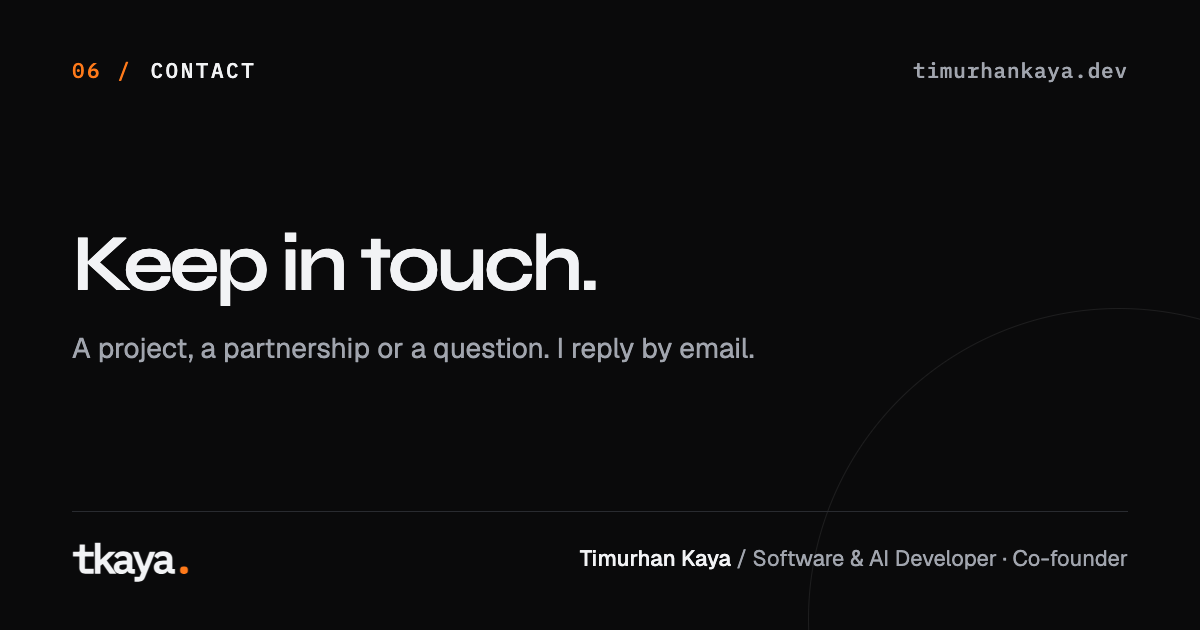 06 / CONTACT
timurhankaya.dev
Keep in touch.
A project, a partnership or a question. I reply by email.
tkaya.
Timurhan Kaya / Software & AI Developer · Co-founder